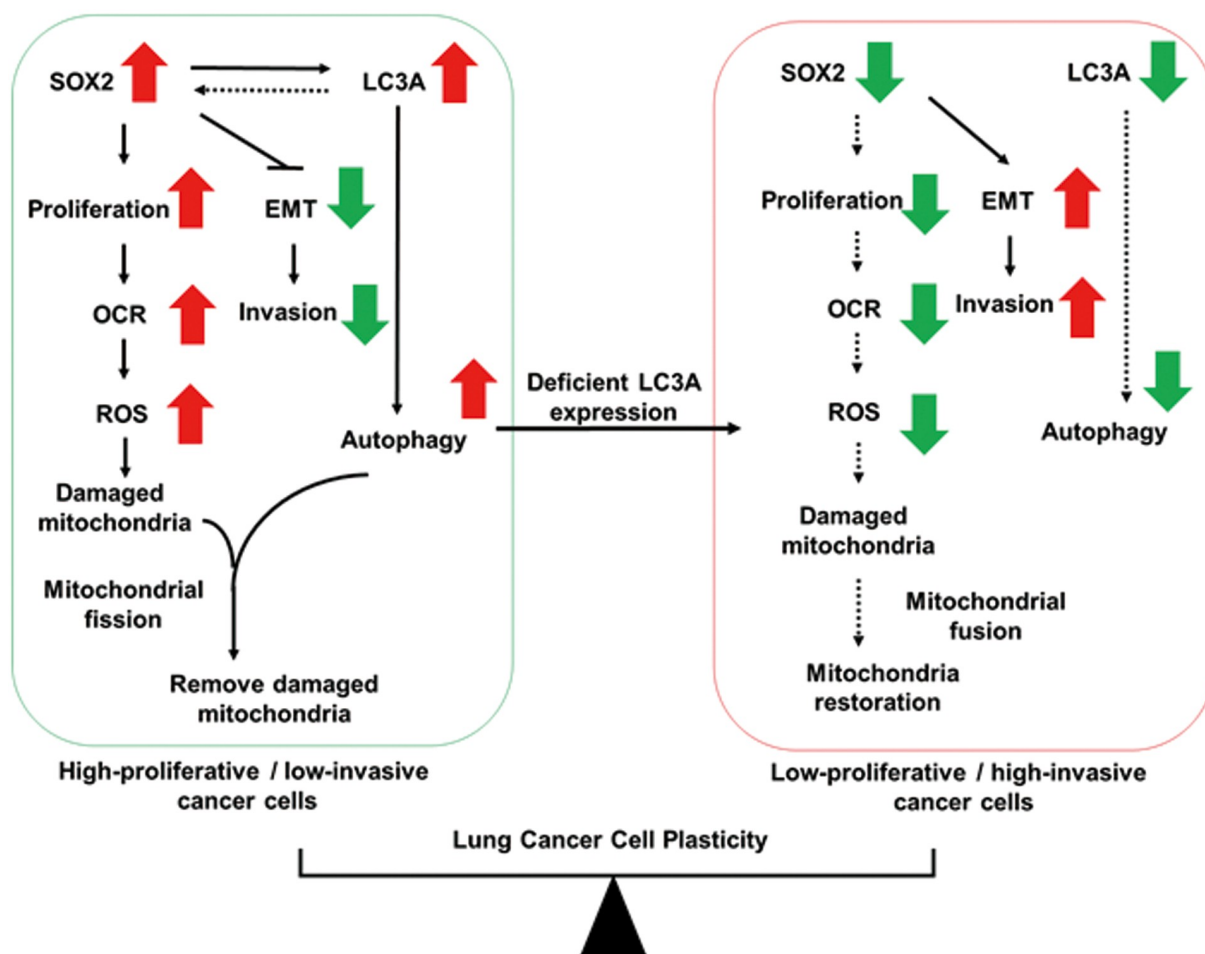 SOX2
LC3A
Proliferation
EMT
OCR
Invasion
ROS
Autophagy
Damaged
mitochondria
Mitochondrial
fission
Remove damaged
mitochondria
High-proliferative / low-invasive
cancer cells
Deficient LC3A
expression
SOX2
LC3A
Proliferation
EMT
OCR
Invasion
ROS
Autophagy
Damaged
mitochondria
Mitochondrial
fusion
Mitochondria
restoration
Low-proliferative / high-invasive
cancer cells
Lung Cancer Cell Plasticity